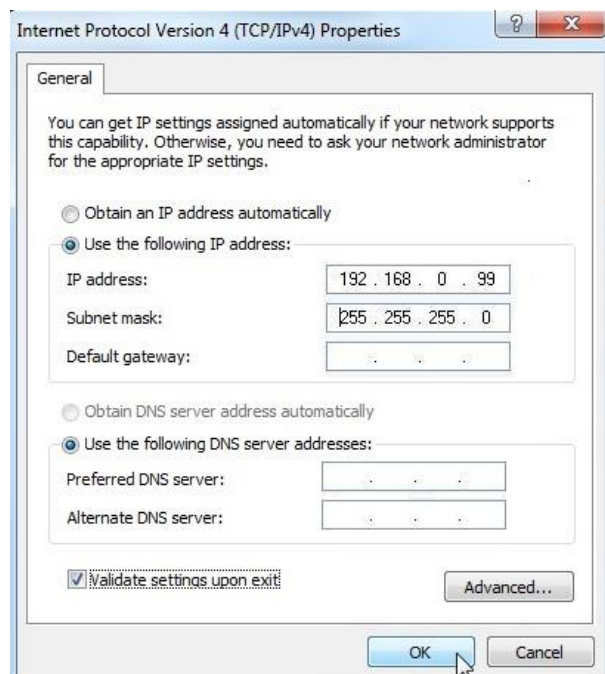 Internet Protocol Version 4 (TCP/IPv4) Properties
? X
General
You can get IP settings assigned automatically if your network supports
this capability. Otherwise, you need to ask your network administrator
for the appropriate IP settings.
Obtain an IP address automatically
Use the following IP address:
IP address: 192 . 168 . 0 . 99
Subnet mask: 255 . 255 . 255 . 0
Default gateway: . . .
Obtain DNS server address automatically
Use the following DNS server addresses:
Preferred DNS server: . . .
Alternate DNS server: . . .
Validate settings upon exit
Advanced...
OK Cancel